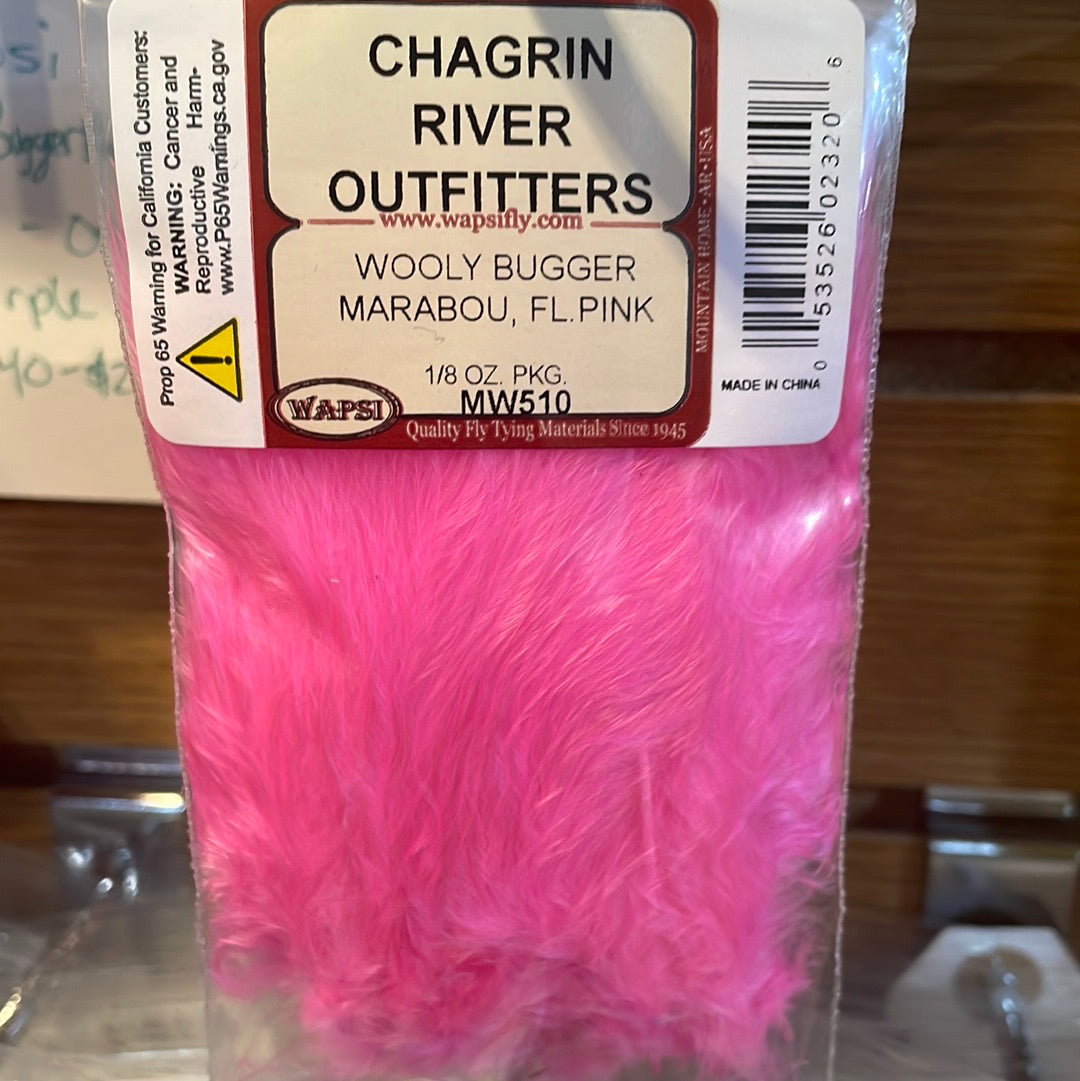 Prop 65 Warning for California Customers:
WARNING: Cancer and
Reproductive Harm-
www.P65Warnings.ca.gov
CHAGRIN
RIVER
OUTFITTERS
www.wapsifly.com
WOOLY BUGGER
MARABOU, FL.PINK
1/8 OZ. PKG.
MW510
WAPSI
Quality Fly Tying Materials Since 1945
MOUNTAIN HOME • AR • USA
0 53526 02320 6
MADE IN CHINA